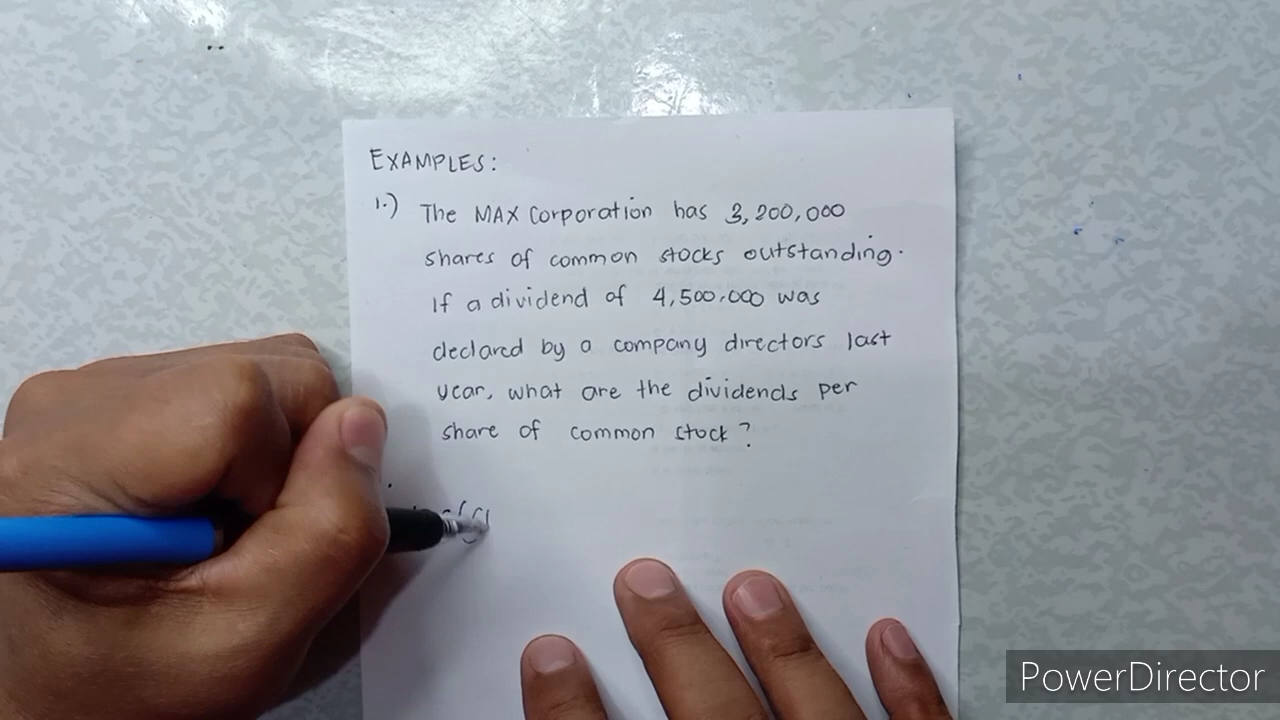 EXAMPLES:
1.) The MAX Corporation has 3,200,000
shares of common stocks outstanding.
If a dividend of 4,500,000 was
declared by a company directors last
year, what are the dividends per
share of common stock?
PowerDirector